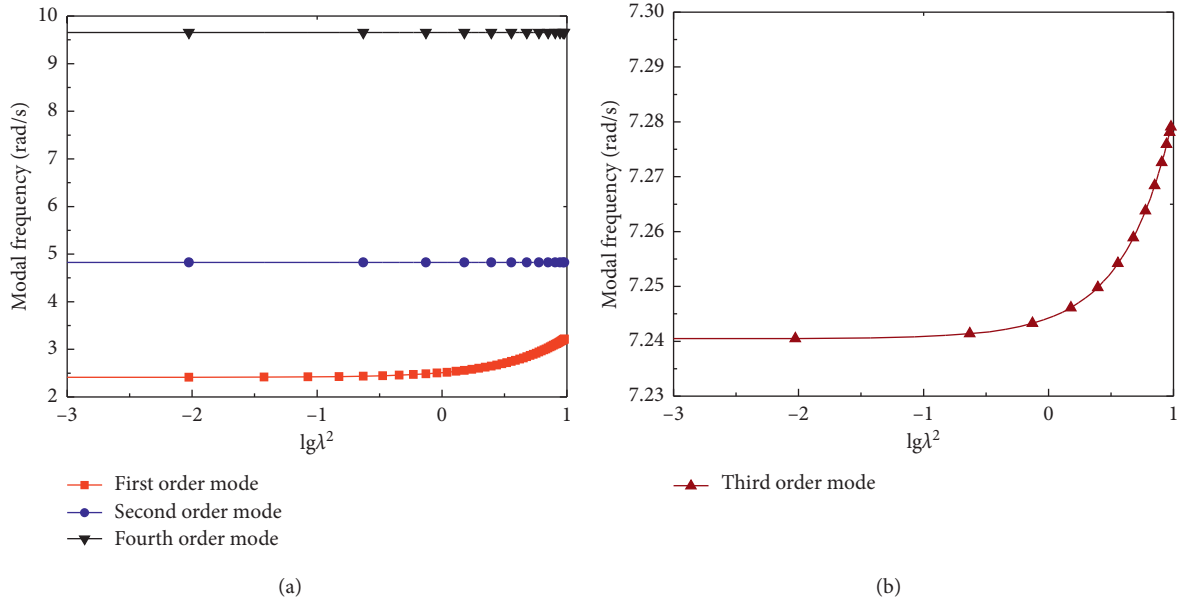 10
9
8
7
6
5
4
3
2
Modal frequency (rad/s)
–3
–2
–1
0
1
lgλ²
First order mode
Second order mode
Fourth order mode
(a)
7.30
7.29
7.28
7.27
7.26
7.25
7.24
7.23
Modal frequency (rad/s)
–3
–2
–1
0
1
lgλ²
Third order mode
(b)